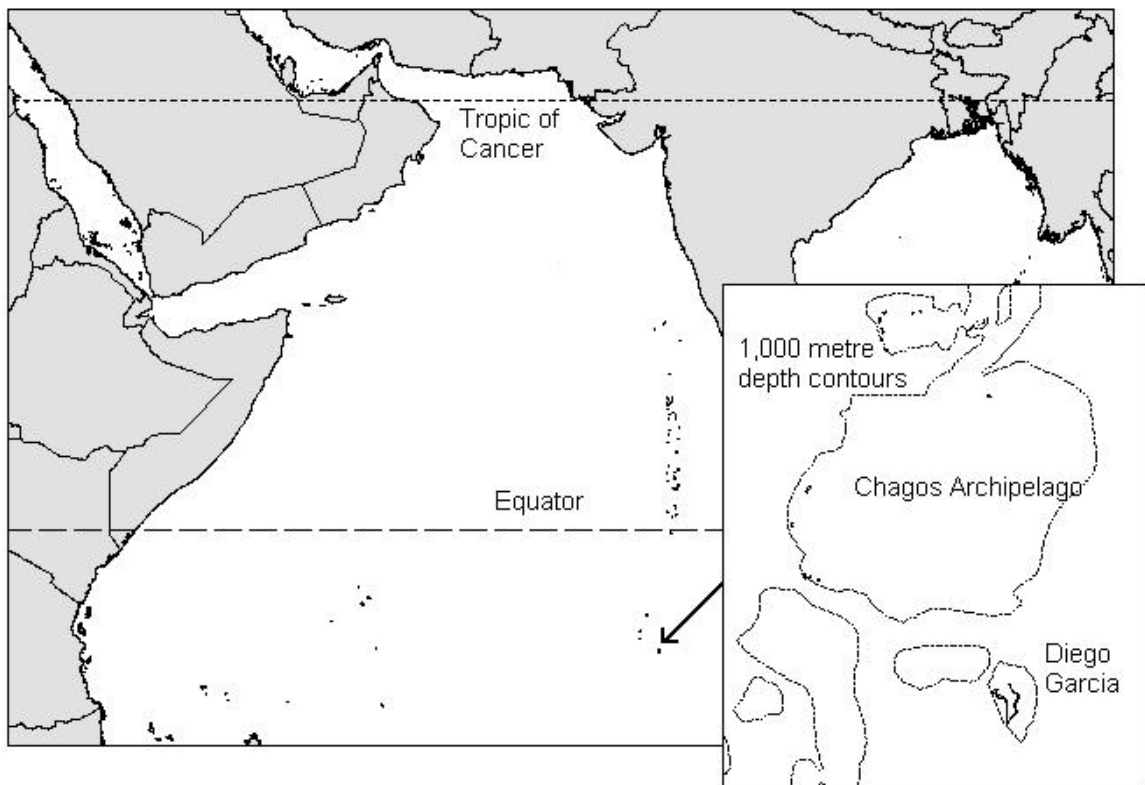 Tropic of
Cancer
1,000 metre
depth contours
Chagos Archipelago
Equator
Diego
Garcia